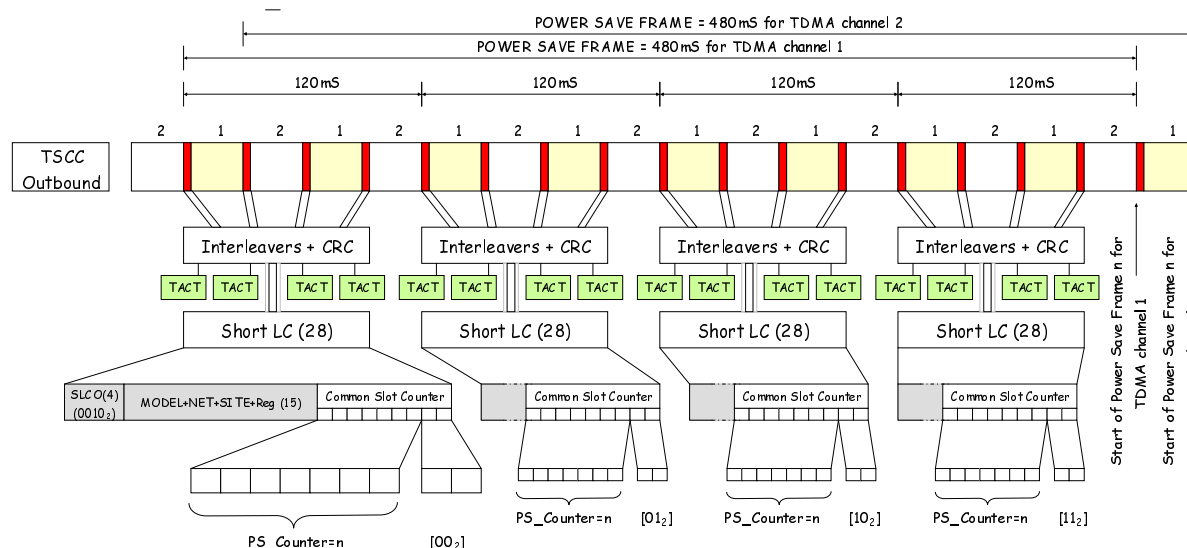 POWER SAVE FRAME = 480mS for TDMA channel 2
POWER SAVE FRAME = 480mS for TDMA channel 1
120mS 120mS 120mS 120mS
2 1 2 1 2 1 2 1 2 1 2 1 2 1 2 1 2 1
TSCC
Outbound
Interleavers + CRC Interleavers + CRC Interleavers + CRC Interleavers + CRC
TACT TACT TACT TACT TACT TACT TACT TACT TACT TACT TACT TACT TACT TACT TACT TACT
Short LC (28) Short LC (28) Short LC (28) Short LC (28)
SLCO(4)
(0010₂)
MODEL+NET+SITE+Reg (15)
Common Slot Counter Common Slot Counter Common Slot Counter Common Slot Counter
PS_Counter=n [00₂] PS_Counter=n [01₂] PS_Counter=n [10₂] PS_Counter=n [11₂]
Start of Power Save Frame n for
TDMA channel 1
Start of Power Save Frame n for